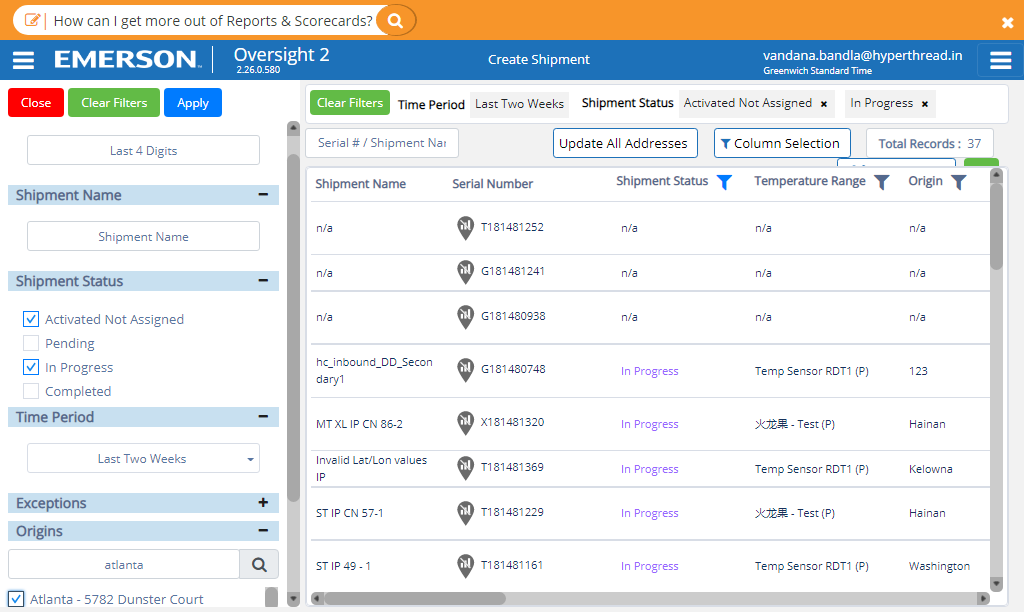 How can I get more out of Reports & Scorecards?
EMERSON
Oversight 2
2.26.0.580
Create Shipment
vandana.bandla@hyperthread.in
Greenwich Standard Time
Close
Clear Filters
Apply
Last 4 Digits
Shipment Name
Shipment Name
Shipment Status
Activated Not Assigned
Pending
In Progress
Completed
Time Period
Last Two Weeks
Exceptions
Origins
atlanta
Atlanta - 5782 Dunster Court
Clear Filters Time Period Last Two Weeks Shipment Status Activated Not Assigned × In Progress ×
Serial # / Shipment Nar
Update All Addresses
Column Selection
Total Records : 37
Shipment Name Serial Number Shipment Status Temperature Range Origin
n/a T181481252 n/a n/a n/a
n/a G181481241 n/a n/a n/a
n/a G181480938 n/a n/a n/a
hc_inbound_DD_Secon
dary1 G181480748 In Progress Temp Sensor RDT1 (P) 123
MT XL IP CN 86-2 X181481320 In Progress 火龙果 - Test (P) Hainan
Invalid Lat/Lon values
IP T181481369 In Progress Temp Sensor RDT1 (P) Kelowna
ST IP CN 57-1 T181481229 In Progress 火龙果 - Test (P) Hainan
ST IP 49 - 1 T181481161 In Progress Temp Sensor RDT1 (P) Washington